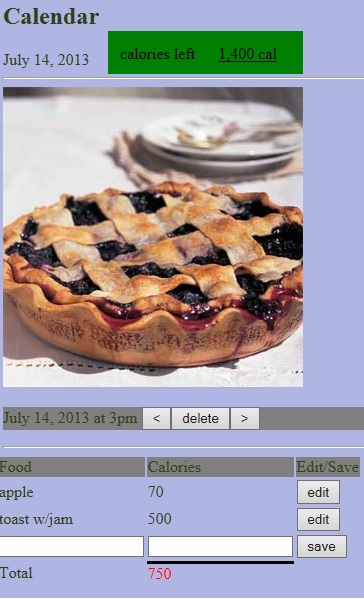 Calendar
July 14, 2013 calories left 1,400 cal
July 14, 2013 at 3pm < delete >
Food Calories Edit/Save
apple 70 edit
toast w/jam 500 edit
save
Total 750